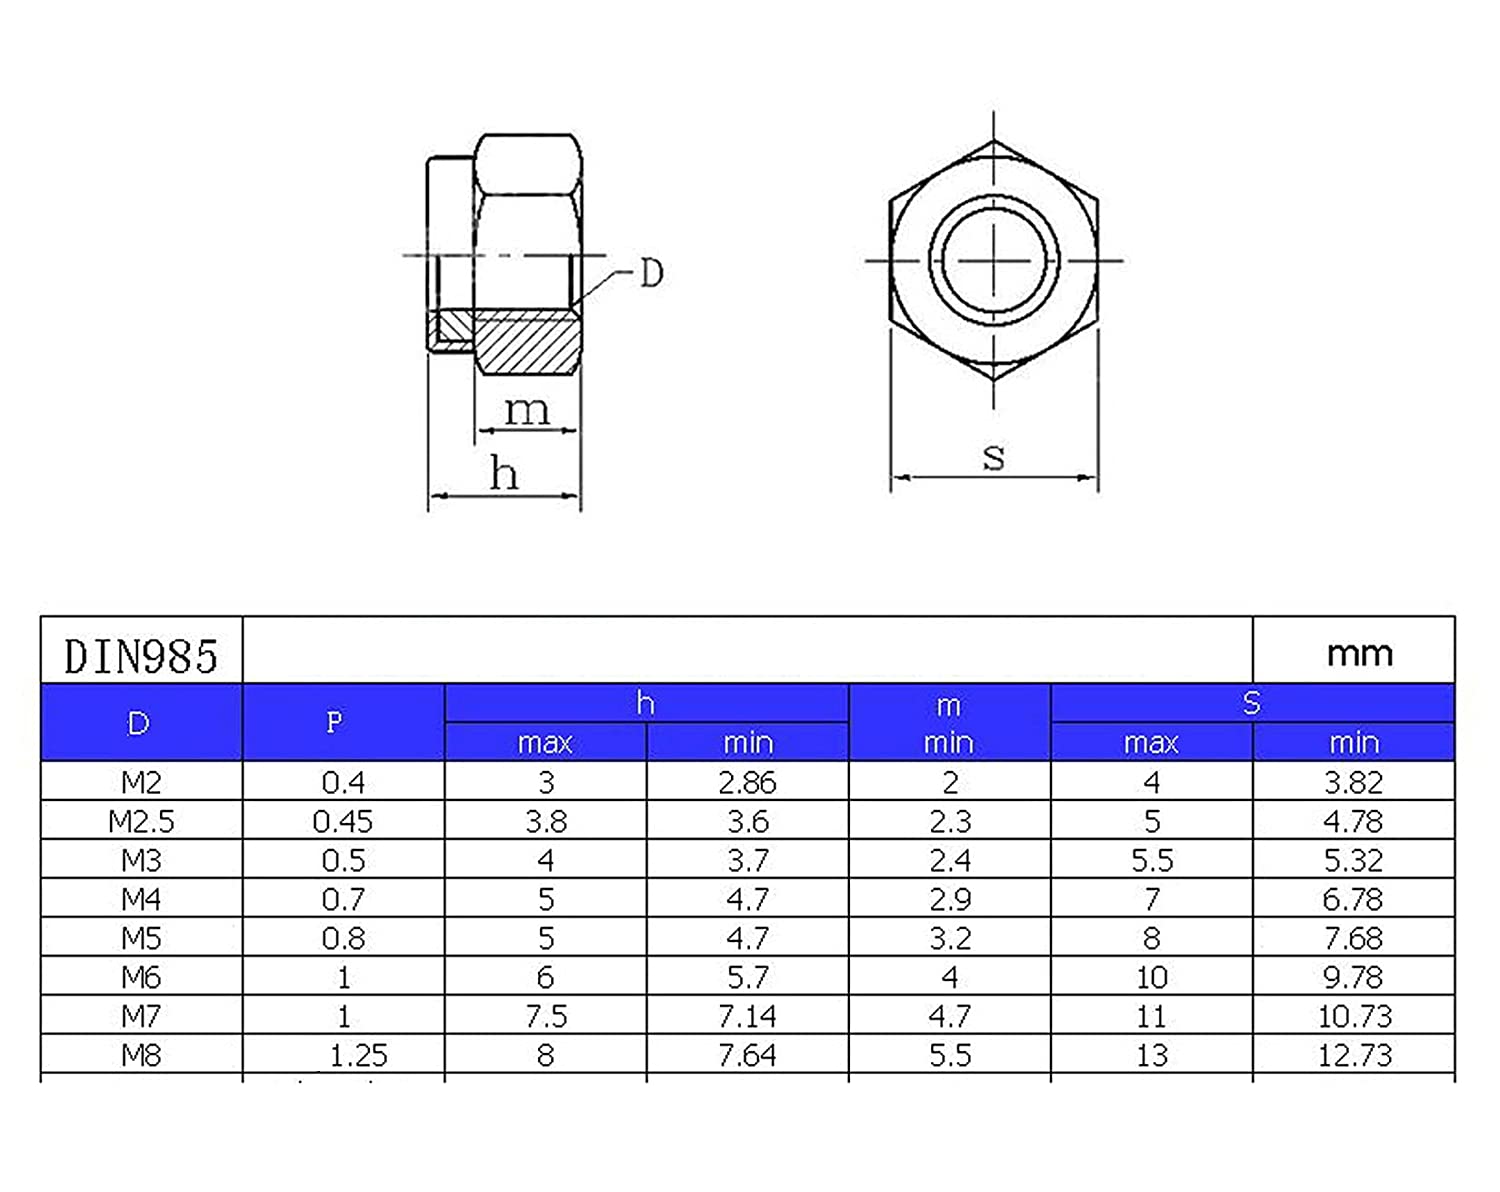 D
m
h
s
DIN985 mm
D P h m S
max min min max min
M2 0.4 3 2.86 2 4 3.82
M2.5 0.45 3.8 3.6 2.3 5 4.78
M3 0.5 4 3.7 2.4 5.5 5.32
M4 0.7 5 4.7 2.9 7 6.78
M5 0.8 5 4.7 3.2 8 7.68
M6 1 6 5.7 4 10 9.78
M7 1 7.5 7.14 4.7 11 10.73
M8 1.25 8 7.64 5.5 13 12.73